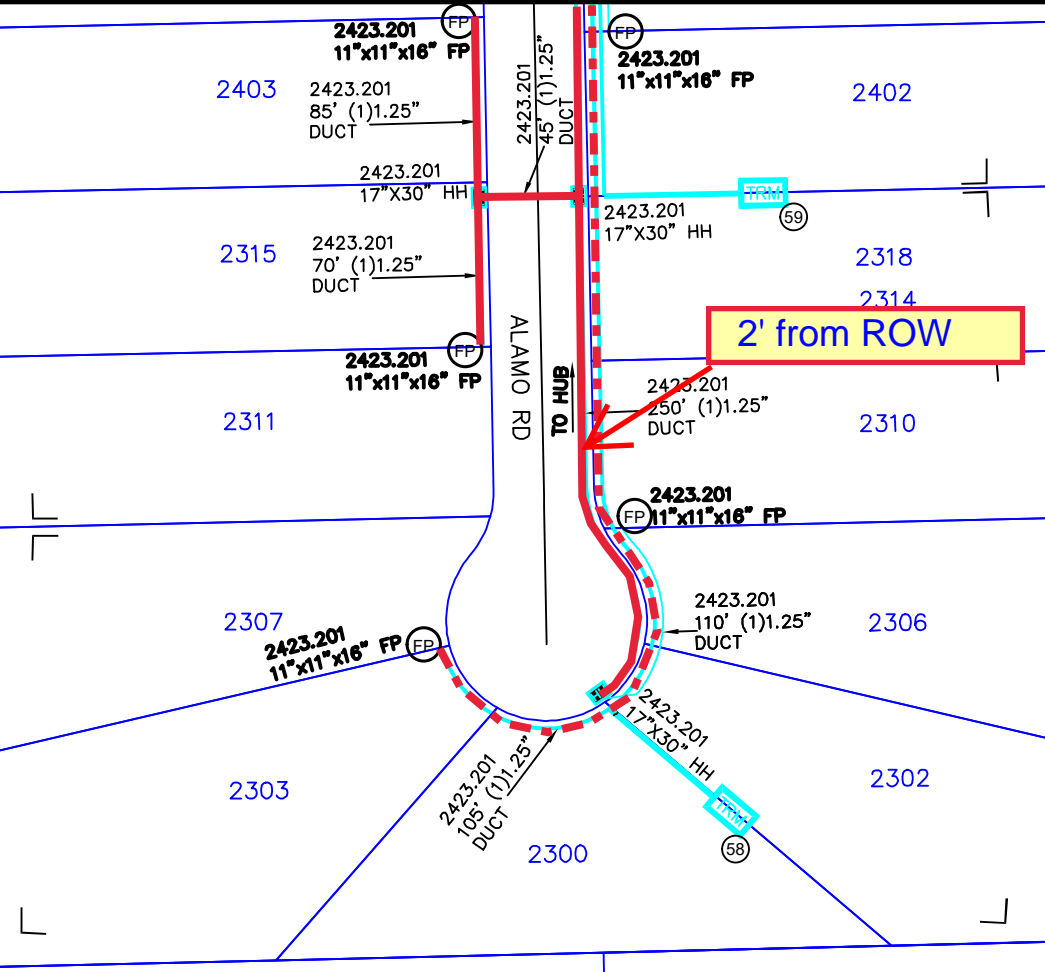 FP
2423.201
11"x11"x16" FP
2403
2423.201
85' (1)1.25"
DUCT
2423.201
45' (1)1.25"
DUCT
FP
2423.201
11"x11"x16" FP
2402
2423.201
17"X30" HH
2423.201
17"X30" HH
TRM
59
2315
2423.201
70' (1)1.25"
DUCT
2318
2314
2' from ROW
FP
2423.201
11"x11"x16" FP
ALAMO RD
TO HUB
2423.201
250' (1)1.25"
DUCT
2311
2310
FP
2423.201
11"x11"x16" FP
2307
2423.201
11"x11"x16" FP
FP
2423.201
110' (1)1.25"
DUCT
2306
2423.201
17"X30" HH
2423.201
105' (1)1.25"
DUCT
2303
2300
TRM
58
2302